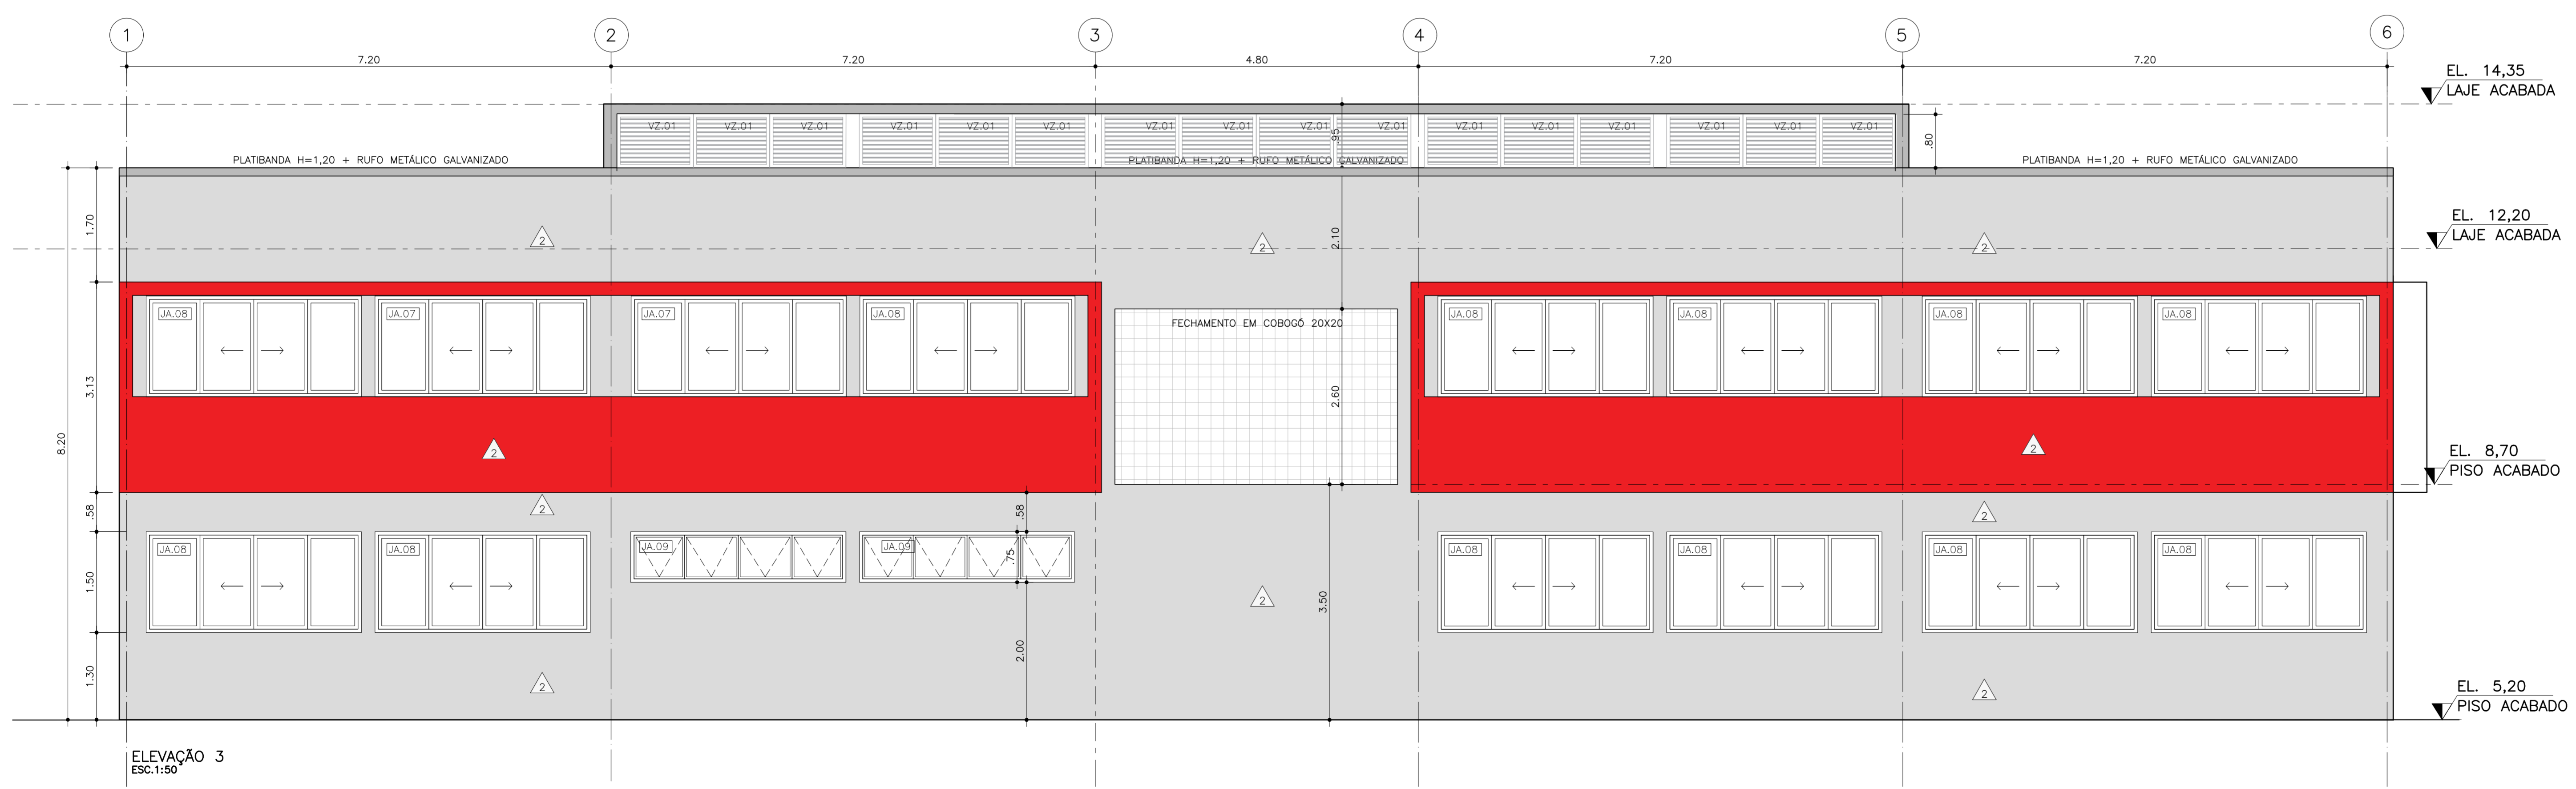 1 2 3 4 5 6
7.20 7.20 4.80 7.20 7.20
EL. 14,35
LAJE ACABADA
VZ.01 VZ.01 VZ.01 VZ.01 VZ.01 VZ.01 VZ.01 VZ.01 VZ.01 VZ.01 VZ.01 VZ.01 VZ.01 VZ.01 VZ.01 VZ.01
.95
.80
PLATIBANDA H=1,20 + RUFO METÁLICO GALVANIZADO
PLATIBANDA H=1,20 + RUFO METÁLICO GALVANIZADO
PLATIBANDA H=1,20 + RUFO METÁLICO GALVANIZADO
1.70
2 2 2
2.10
EL. 12,20
LAJE ACABADA
JA.08 JA.07 JA.07 JA.08 JA.08 JA.08 JA.08 JA.08
FECHAMENTO EM COBOGÓ 20X20
3.13
2.60
8.20
2 2
EL. 8,70
PISO ACABADO
.58
2
.58
2
JA.08 JA.08 JA.09 JA.09 JA.08 JA.08 JA.08 JA.08
.75
1.50
2
3.50
2.00
1.30
2 2
EL. 5,20
PISO ACABADO
ELEVAÇÃO 3
ESC.1:50